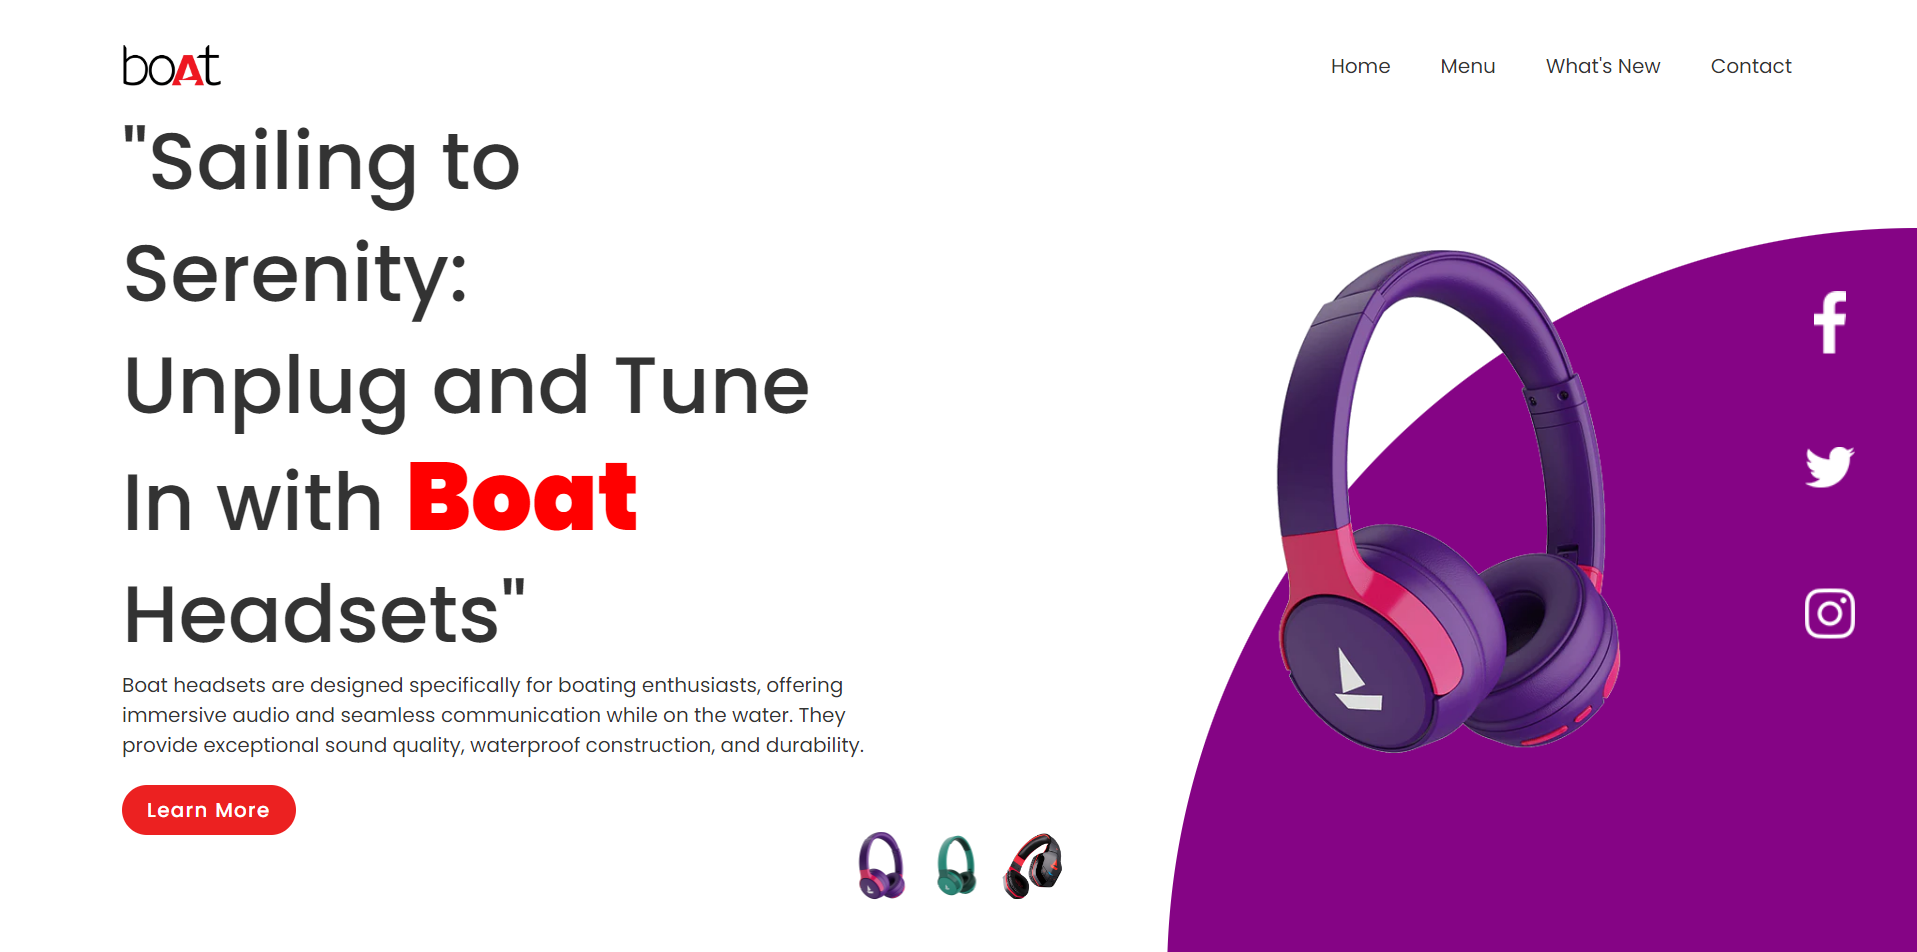 boAt
Home Menu What's New Contact
"Sailing to
Serenity:
Unplug and Tune
In with Boat
Headsets"
Boat headsets are designed specifically for boating enthusiasts, offering
immersive audio and seamless communication while on the water. They
provide exceptional sound quality, waterproof construction, and durability.
Learn More